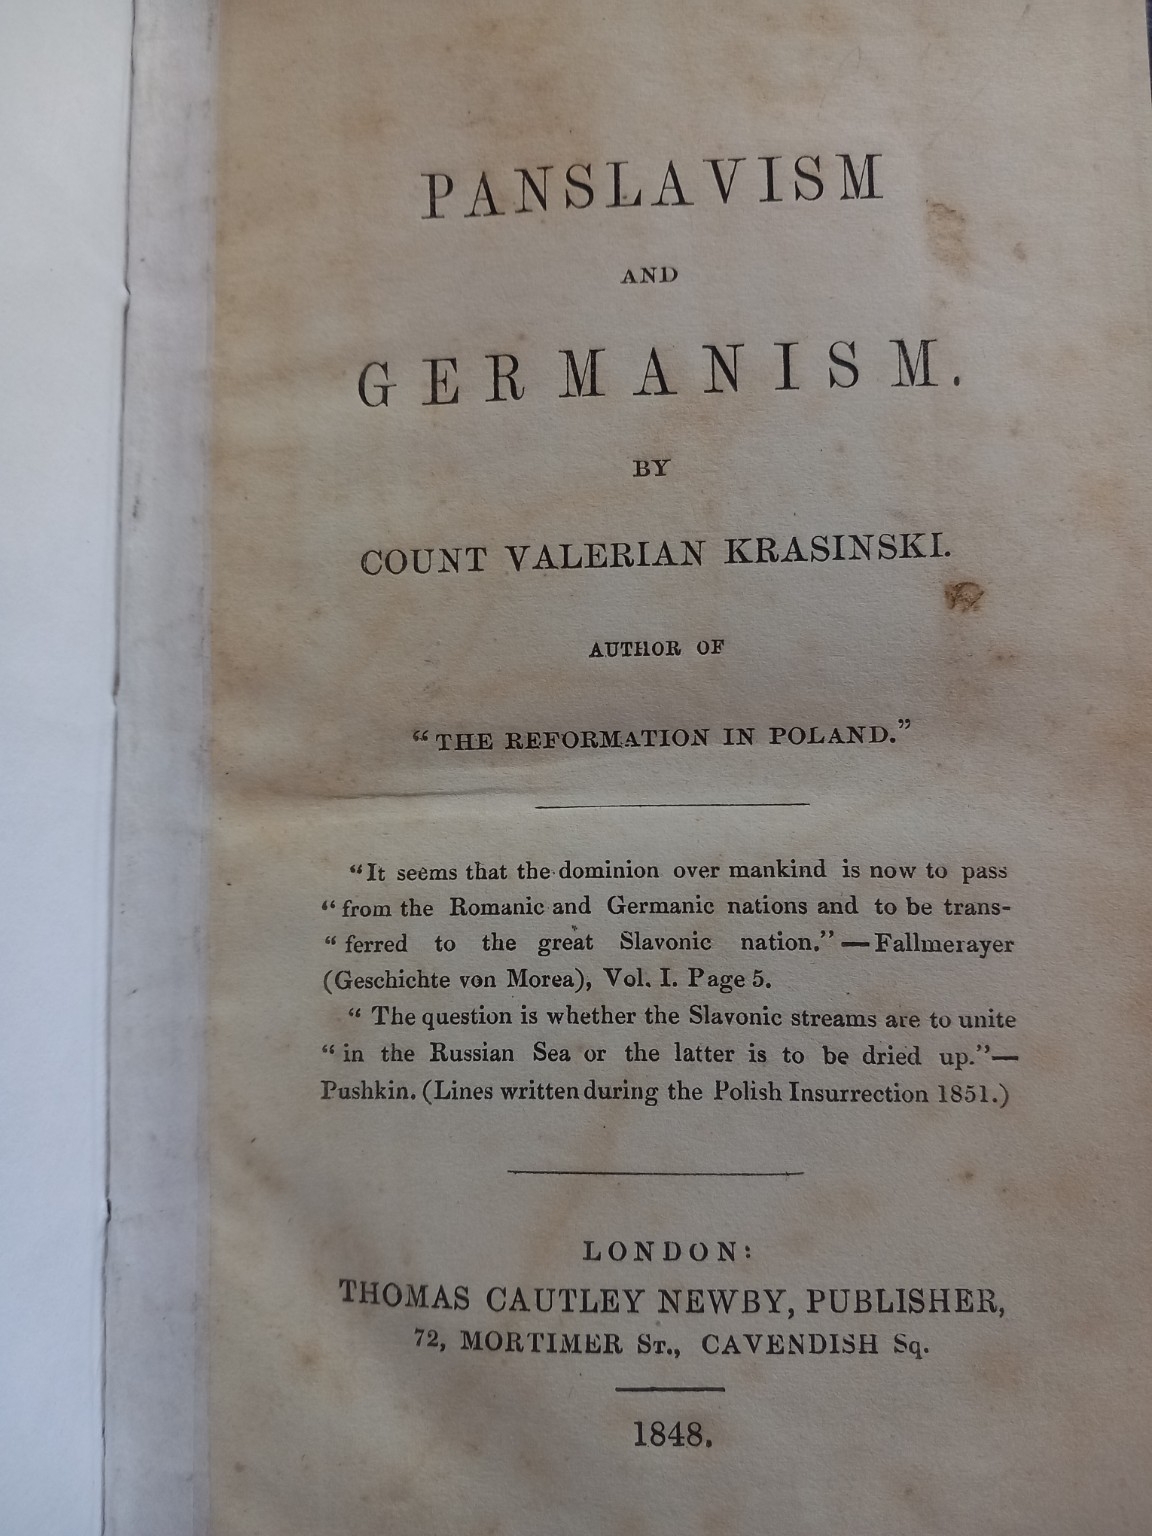 PANSLAVISM
AND
GERMANISM.
BY
COUNT VALERIAN KRASINSKI.
AUTHOR OF
“THE REFORMATION IN POLAND.”
“It seems that the dominion over mankind is now to pass
“from the Romanic and Germanic nations and to be trans-
“ferred to the great Slavonic nation.”—Fallmerayer
(Geschichte von Morea), Vol. I. Page 5.
“The question is whether the Slavonic streams are to unite
“in the Russian Sea or the latter is to be dried up.”—
Pushkin. (Lines written during the Polish Insurrection 1851.)
LONDON:
THOMAS CAUTLEY NEWBY, PUBLISHER,
72, MORTIMER ST., CAVENDISH Sq.
1848.